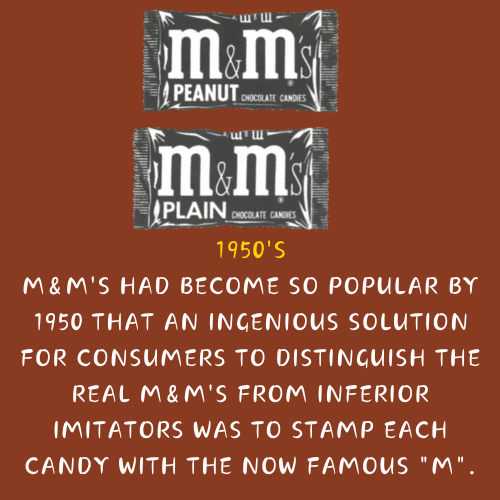 m&m's
PEANUT CHOCOLATE CANDIES
m&m's
PLAIN CHOCOLATE CANDIES
1950'S
M&M'S HAD BECOME SO POPULAR BY
1950 THAT AN INGENIOUS SOLUTION
FOR CONSUMERS TO DISTINGUISH THE
REAL M&M'S FROM INFERIOR
IMITATORS WAS TO STAMP EACH
CANDY WITH THE NOW FAMOUS "M".